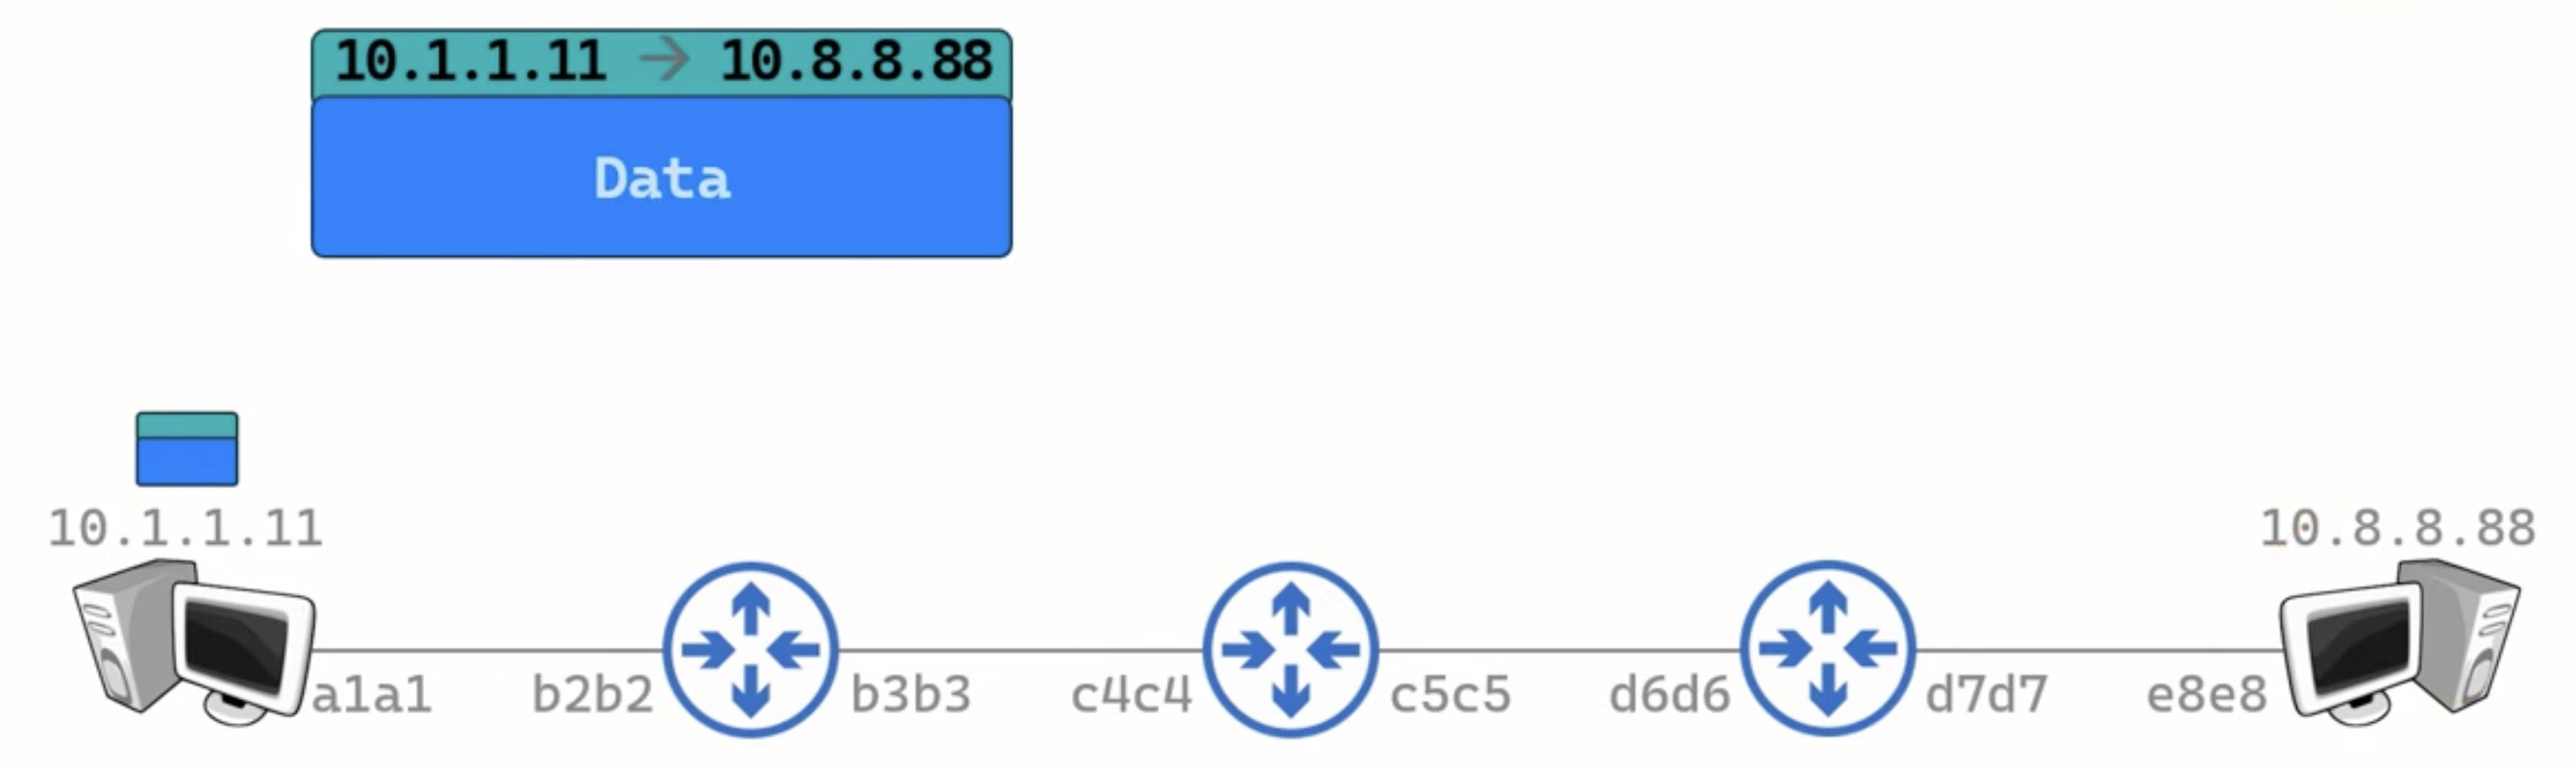 10.1.1.11 → 10.8.8.88
Data
10.1.1.11
10.8.8.88
a1a1 b2b2 b3b3 c4c4 c5c5 d6d6 d7d7 e8e8